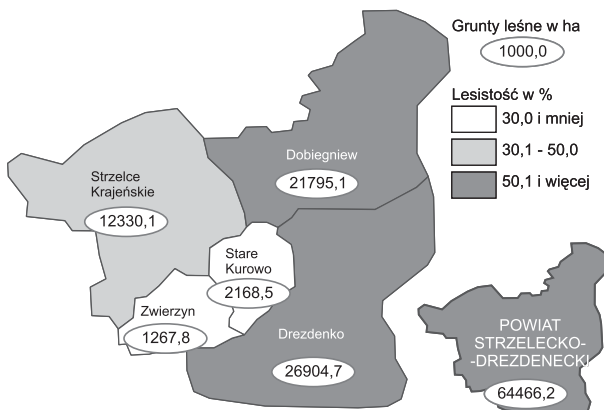 Grunty leśne w ha
1000,0
Lesistość w %
30,0 i mniej
30,1 - 50,0
50,1 i więcej
Dobiegniew
21795,1
Strzelce
Krajeńskie
12330,1
Stare
Kurowo
2168,5
Zwierzyn
1267,8
Drezdenko
26904,7
POWIAT
STRZELECKO-
-DREZDENECKI
64466,2